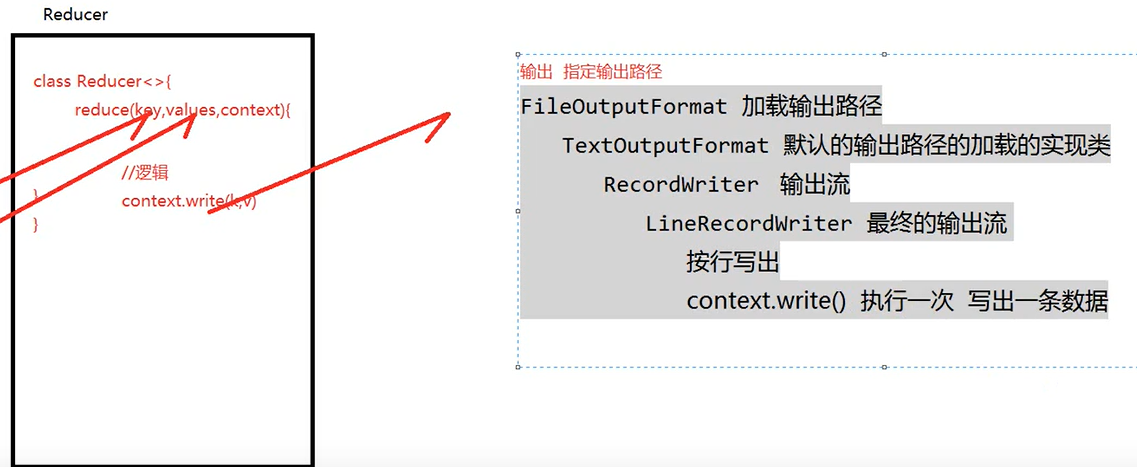 Reducer
class Reducer<>{
reduce(key,values,context){
//逻辑
}
context.write(k,v)
}
输出 指定输出路径
FileOutputFormat 加载输出路径
TextOutputFormat 默认的输出路径的加载的实现类
RecordWriter 输出流
LineRecordWriter 最终的输出流
按行写出
context.write() 执行一次 写出一条数据